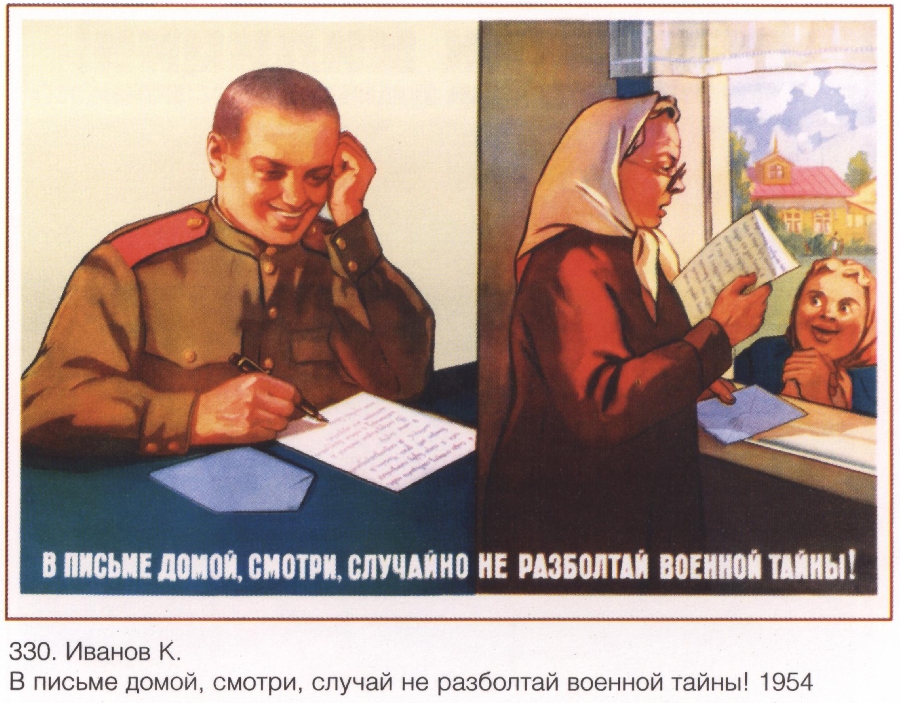 В ПИСЬМЕ ДОМОЙ, СМОТРИ, СЛУЧАЙНО НЕ РАЗБОЛТАЙ ВОЕННОЙ ТАЙНЫ!
330. Иванов К.
В письме домой, смотри, случай не разболтай военной тайны! 1954